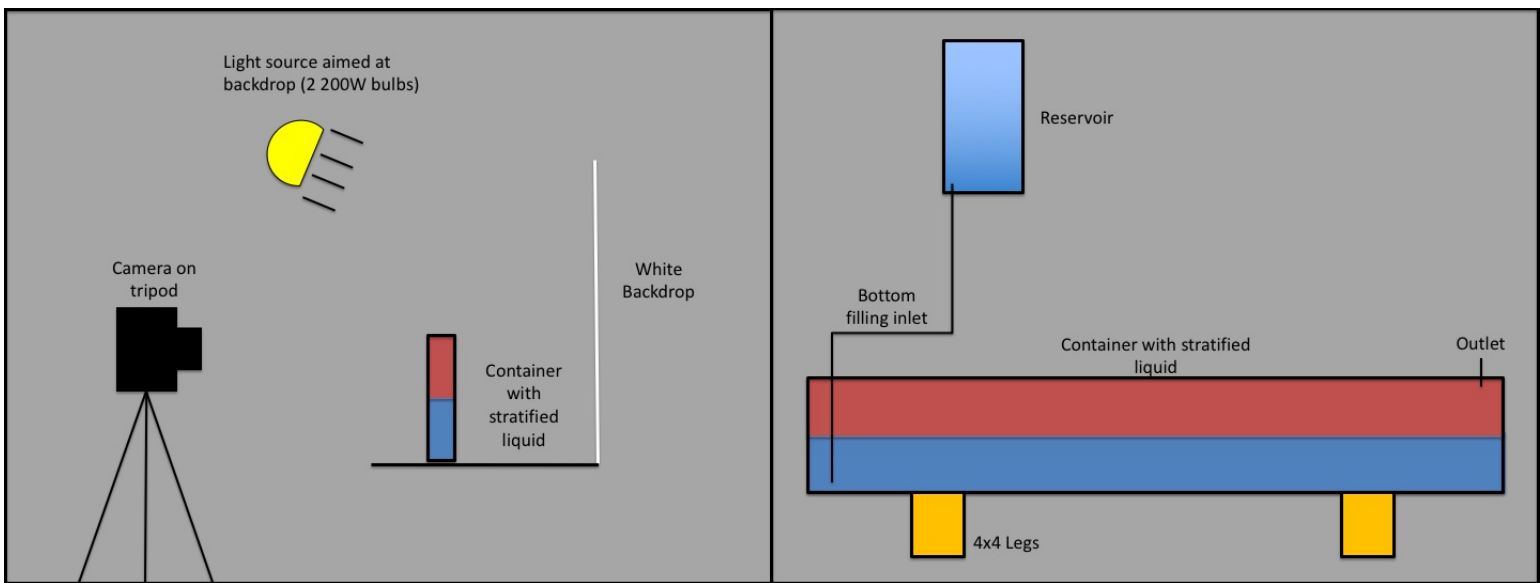 Light source aimed at
backdrop (2 200W bulbs)
Camera on
tripod
White
Backdrop
Container
with
stratified
liquid
Reservoir
Bottom
filling inlet
Container with stratified
liquid
Outlet
4x4 Legs